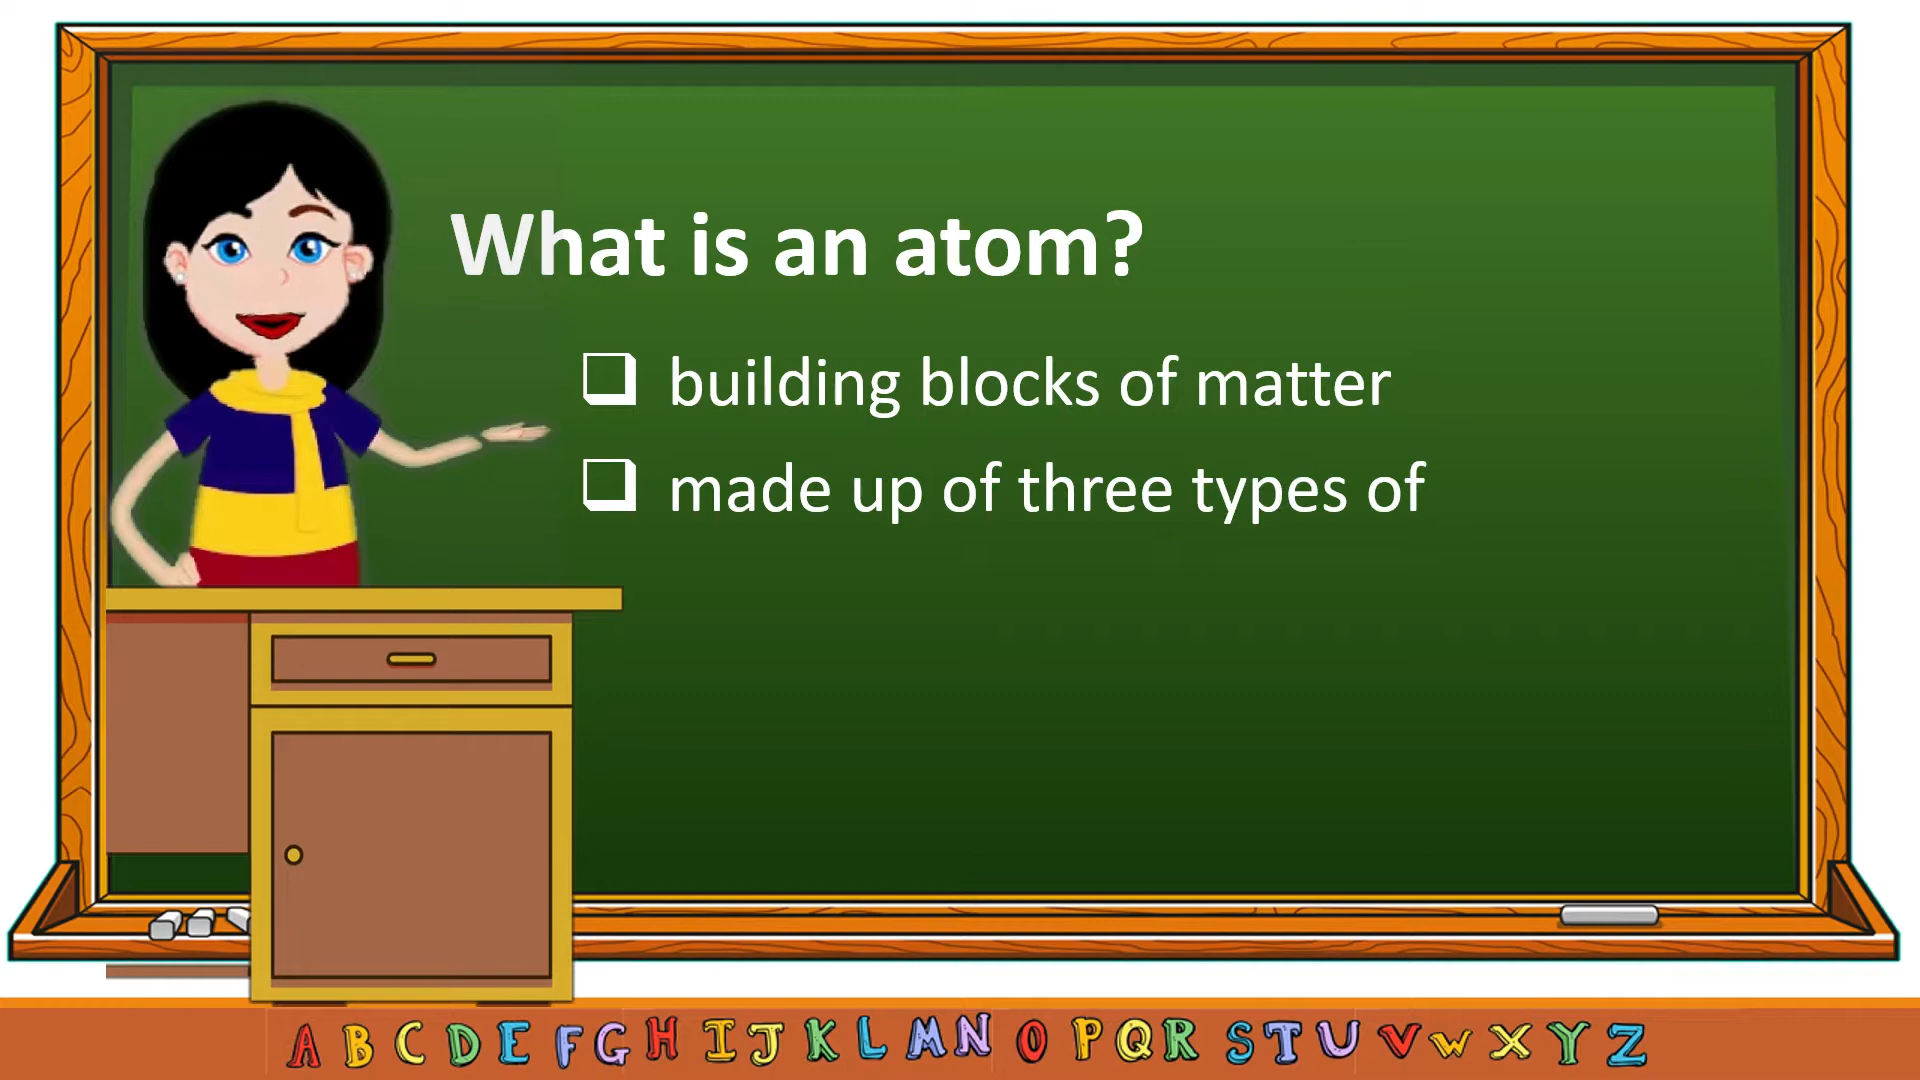 What is an atom?
building blocks of matter
made up of three types of
A B C D E F G H I J K L M N O P Q R S T U V W X Y Z